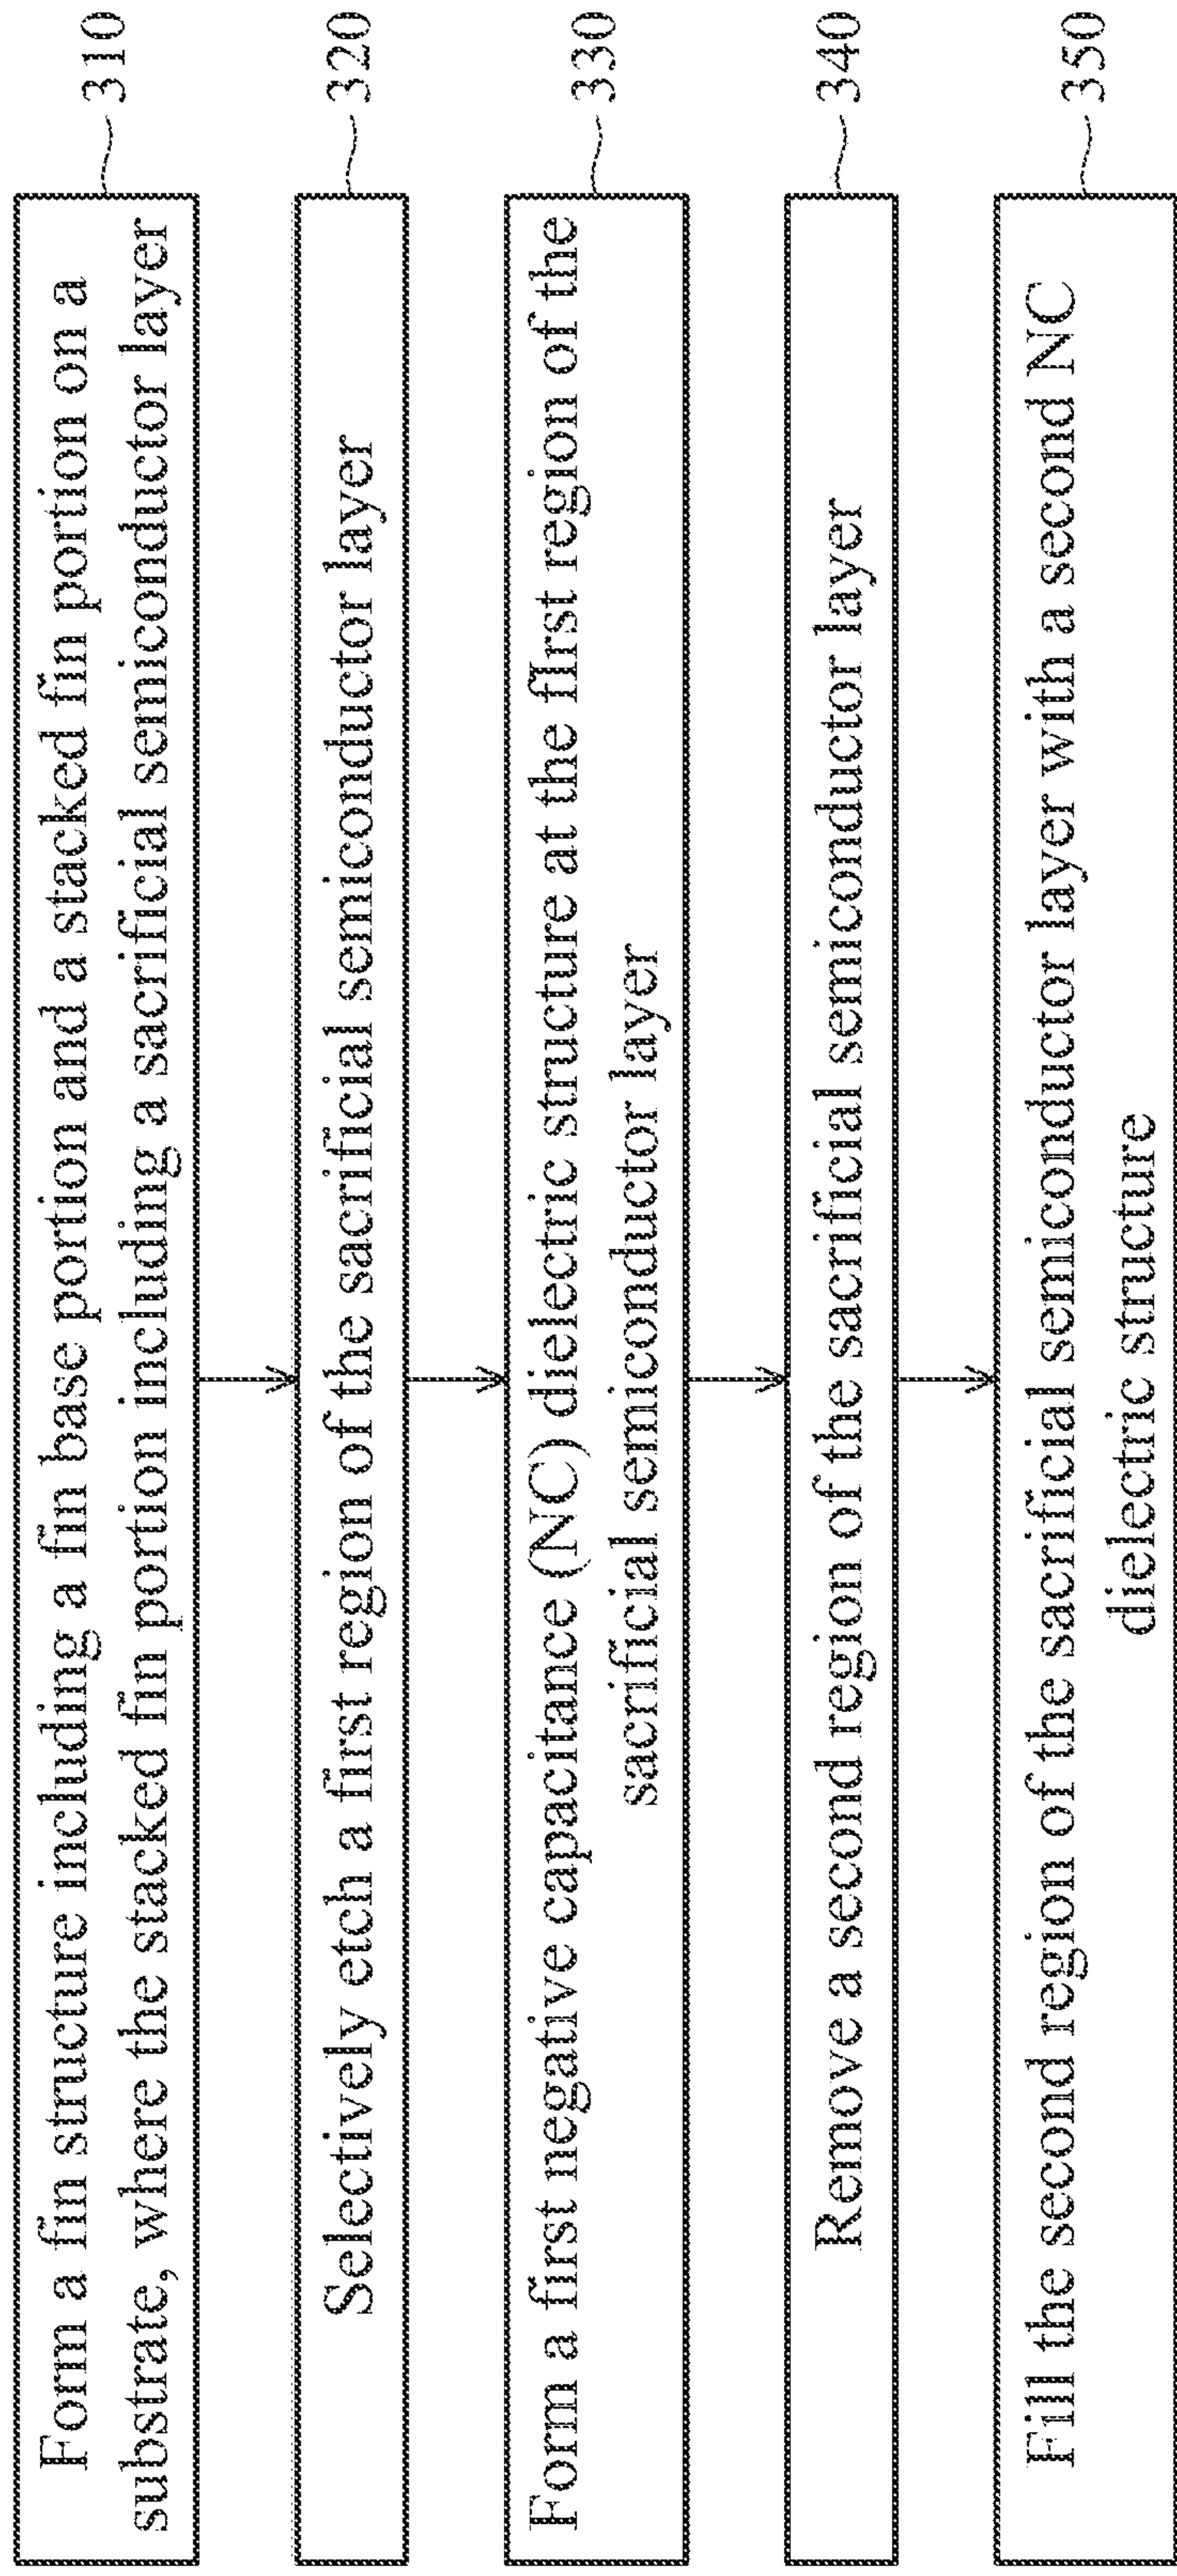 Form a fin structure including a fin base portion and a stacked fin portion on a
substrate, where the stacked fin portion including a sacrificial semiconductor layer
310
Selectively etch a first region of the sacrificial semiconductor layer
320
Form a first negative capacitance (NC) dielectric structure at the first region of the
sacrificial semiconductor layer
330
Remove a second region of the sacrificial semiconductor layer
340
Fill the second region of the sacrificial semiconductor layer with a second NC
dielectric structure
350